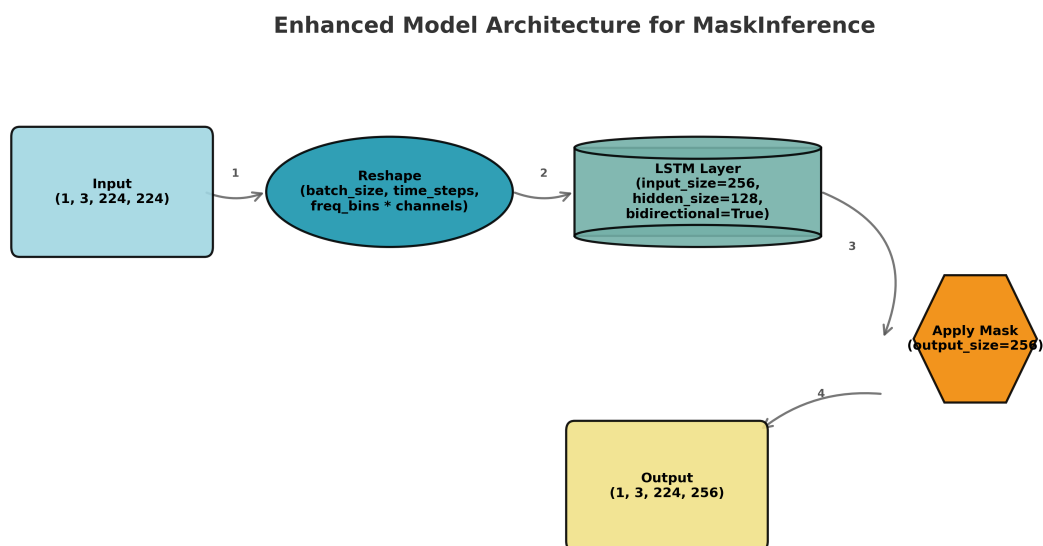 Enhanced Model Architecture for MaskInference
Input
(1, 3, 224, 224)
1
Reshape
(batch_size, time_steps,
freq_bins * channels)
2
LSTM Layer
(input_size=256,
hidden_size=128,
bidirectional=True)
3
Apply Mask
(output_size=256)
4
Output
(1, 3, 224, 256)